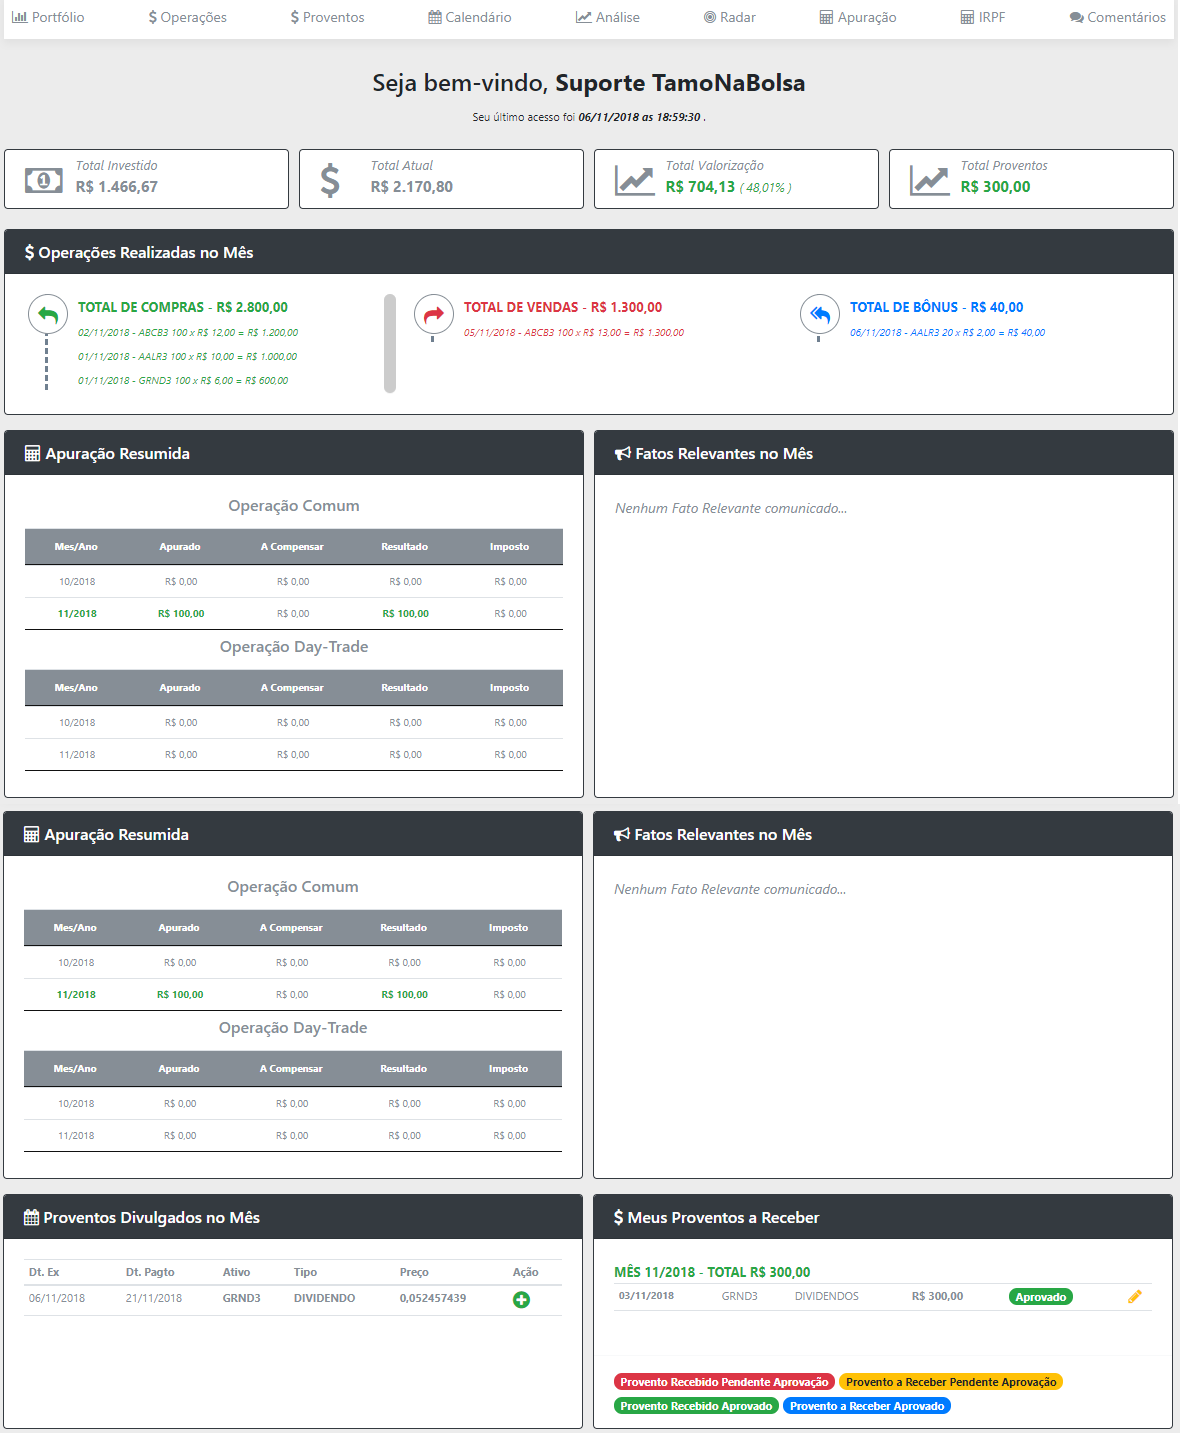 Portfólio $ Operações $ Proventos Calendário Análise Radar Apuração IRPF Comentários
Seja bem-vindo, Suporte TamoNaBolsa
Seu último acesso foi 06/11/2018 as 18:59:30 .
Total Investido
R$ 1.466,67
Total Atual
R$ 2.170,80
Total Valorização
R$ 704,13 ( 48,01% )
Total Proventos
R$ 300,00
$ Operações Realizadas no Mês
TOTAL DE COMPRAS - R$ 2.800,00
02/11/2018 - ABCB3 100 x R$ 12,00 = R$ 1.200,00
01/11/2018 - AALR3 100 x R$ 10,00 = R$ 1.000,00
01/11/2018 - GRND3 100 x R$ 6,00 = R$ 600,00
TOTAL DE VENDAS - R$ 1.300,00
05/11/2018 - ABCB3 100 x R$ 13,00 = R$ 1.300,00
TOTAL DE BÔNUS - R$ 40,00
06/11/2018 - AALR3 20 x R$ 2,00 = R$ 40,00
Apuração Resumida
Operação Comum
Mes/Ano Apurado A Compensar Resultado Imposto
10/2018 R$ 0,00 R$ 0,00 R$ 0,00 R$ 0,00
11/2018 R$ 100,00 R$ 0,00 R$ 100,00 R$ 0,00
Operação Day-Trade
Mes/Ano Apurado A Compensar Resultado Imposto
10/2018 R$ 0,00 R$ 0,00 R$ 0,00 R$ 0,00
11/2018 R$ 0,00 R$ 0,00 R$ 0,00 R$ 0,00
Fatos Relevantes no Mês
Nenhum Fato Relevante comunicado...
Apuração Resumida
Operação Comum
Mes/Ano Apurado A Compensar Resultado Imposto
10/2018 R$ 0,00 R$ 0,00 R$ 0,00 R$ 0,00
11/2018 R$ 100,00 R$ 0,00 R$ 100,00 R$ 0,00
Operação Day-Trade
Mes/Ano Apurado A Compensar Resultado Imposto
10/2018 R$ 0,00 R$ 0,00 R$ 0,00 R$ 0,00
11/2018 R$ 0,00 R$ 0,00 R$ 0,00 R$ 0,00
Fatos Relevantes no Mês
Nenhum Fato Relevante comunicado...
Proventos Divulgados no Mês
Dt. Ex Dt. Pagto Ativo Tipo Preço Ação
06/11/2018 21/11/2018 GRND3 DIVIDENDO 0,052457439
$ Meus Proventos a Receber
MÊS 11/2018 - TOTAL R$ 300,00
03/11/2018 GRND3 DIVIDENDOS R$ 300,00 Aprovado
Provento Recebido Pendente Aprovação Provento a Receber Pendente Aprovação
Provento Recebido Aprovado Provento a Receber Aprovado